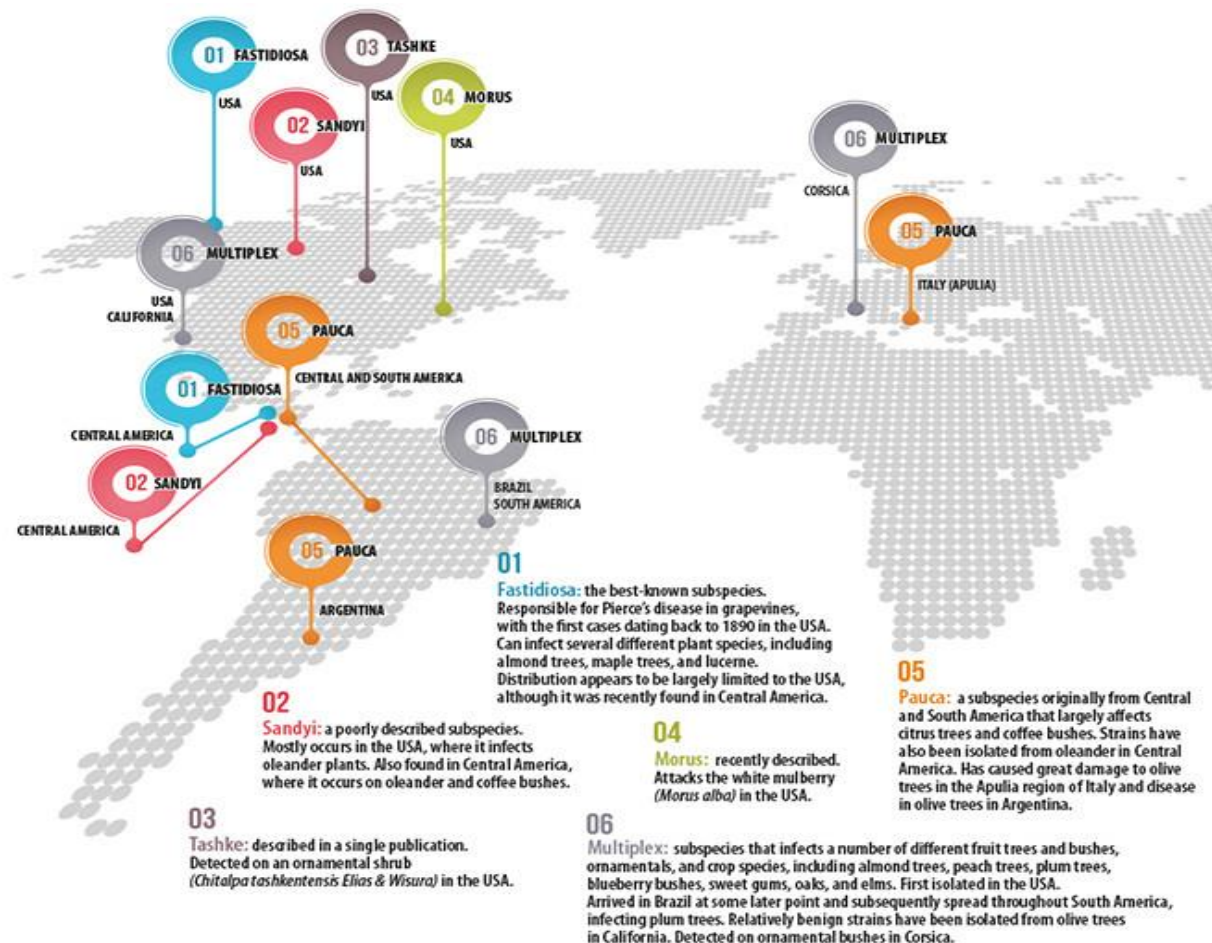 01 FASTIDIOSA
USA
02 SANDYI
USA
03 TASHKE
USA
04 MORUS
USA
06 MULTIPLEX
CORSICA
05 PAUCA
ITALY (APULIA)
06 MULTIPLEX
USA
CALIFORNIA
05 PAUCA
CENTRAL AND SOUTH AMERICA
01 FASTIDIOSA
CENTRAL AMERICA
02 SANDYI
CENTRAL AMERICA
06 MULTIPLEX
BRAZIL
SOUTH AMERICA
05 PAUCA
ARGENTINA
01
Fastidiosa: the best-known subspecies.
Responsible for Pierce's disease in grapevines,
with the first cases dating back to 1890 in the USA.
Can infect several different plant species, including
almond trees, maple trees, and lucerne.
Distribution appears to be largely limited to the USA,
although it was recently found in Central America.
02
Sandyi: a poorly described subspecies.
Mostly occurs in the USA, where it infects
oleander plants. Also found in Central America,
where it occurs on oleander and coffee bushes.
03
Tashke: described in a single publication.
Detected on an ornamental shrub
(Chitalpa tashkentensis Elias & Wisura) in the USA.
04
Morus: recently described.
Attacks the white mulberry
(Morus alba) in the USA.
05
Pauca: a subspecies originally from Central
and South America that largely affects
citrus trees and coffee bushes. Strains have
also been isolated from oleander in Central
America. Has caused great damage to olive
trees in the Apulia region of Italy and disease
in olive trees in Argentina.
06
Multiplex: subspecies that infects a number of different fruit trees and bushes,
ornamentals, and crop species, including almond trees, peach trees, plum trees,
blueberry bushes, sweet gums, oaks, and elms. First isolated in the USA.
Arrived in Brazil at some later point and subsequently spread throughout South America,
infecting plum trees. Relatively benign strains have been isolated from olive trees
in California. Detected on ornamental bushes in Corsica.